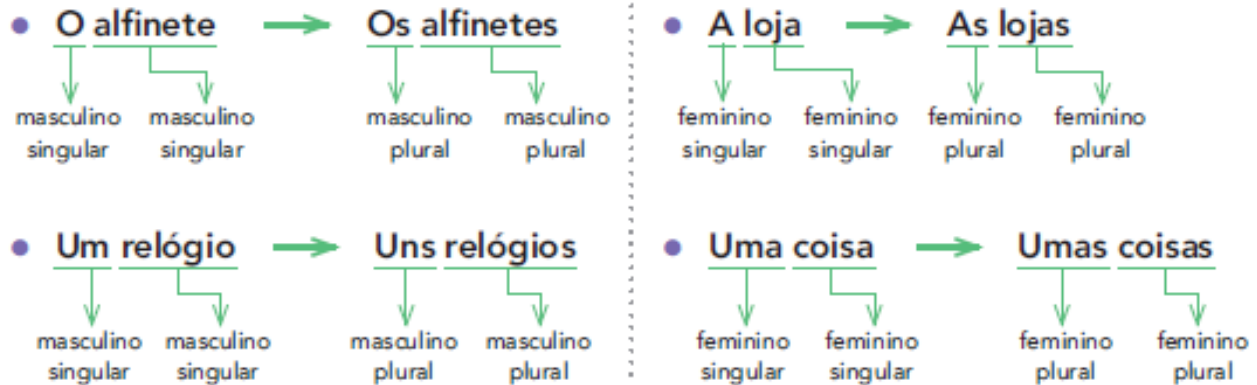 O alfinete Os alfinetes
masculino singular masculino singular masculino plural masculino plural
A loja As lojas
feminino singular feminino singular feminino plural feminino plural
Um relógio Uns relógios
masculino singular masculino singular masculino plural masculino plural
Uma coisa Umas coisas
feminino singular feminino singular feminino plural feminino plural